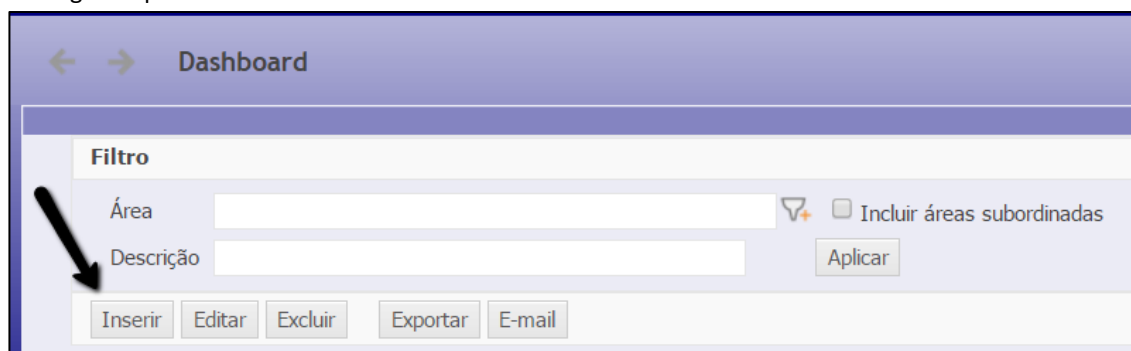 Dashboard
Filtro
Área
Incluir áreas subordinadas
Descrição
Aplicar
Inserir Editar Excluir Exportar E-mail